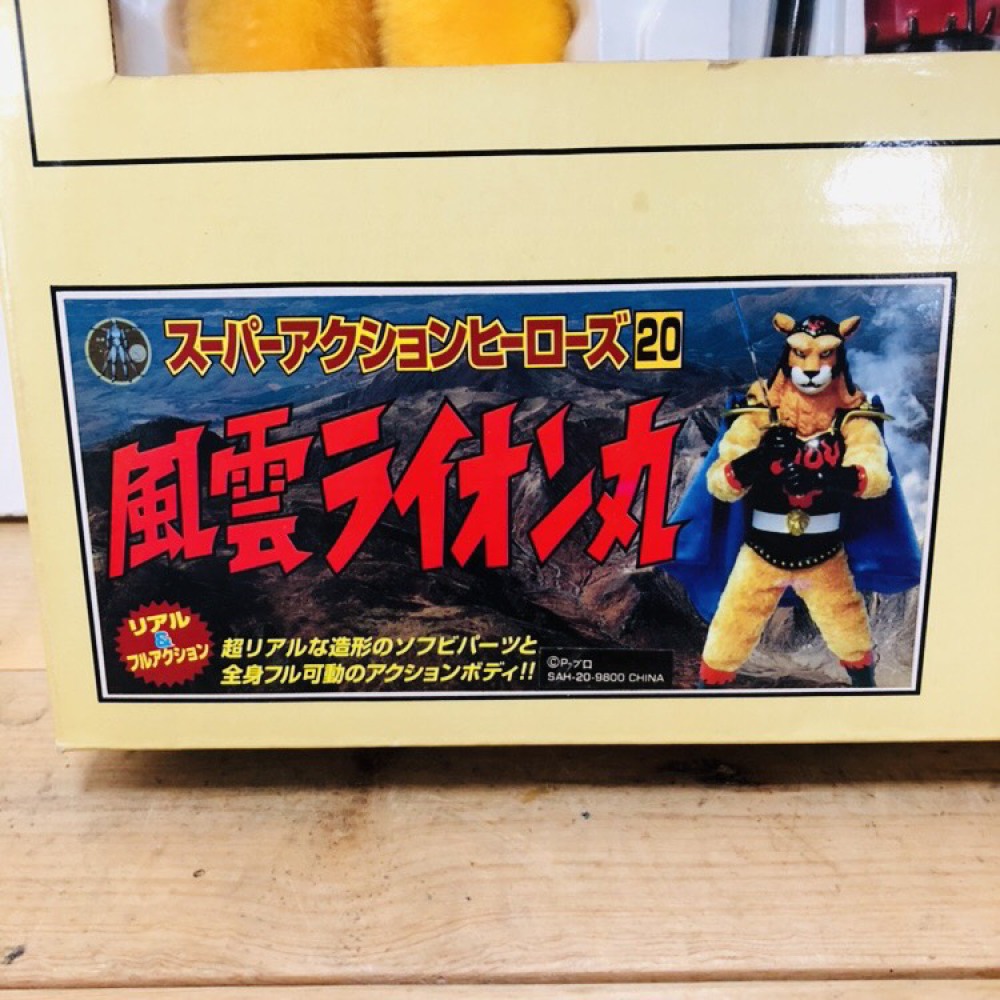 スーパーアクションヒーローズ20
風雲ライオン丸
リアル
&
フルアクション
超リアルな造形のソフビパーツと
全身フル可動のアクションボディ!!
©Pプロ
SAH-20-9800 CHINA